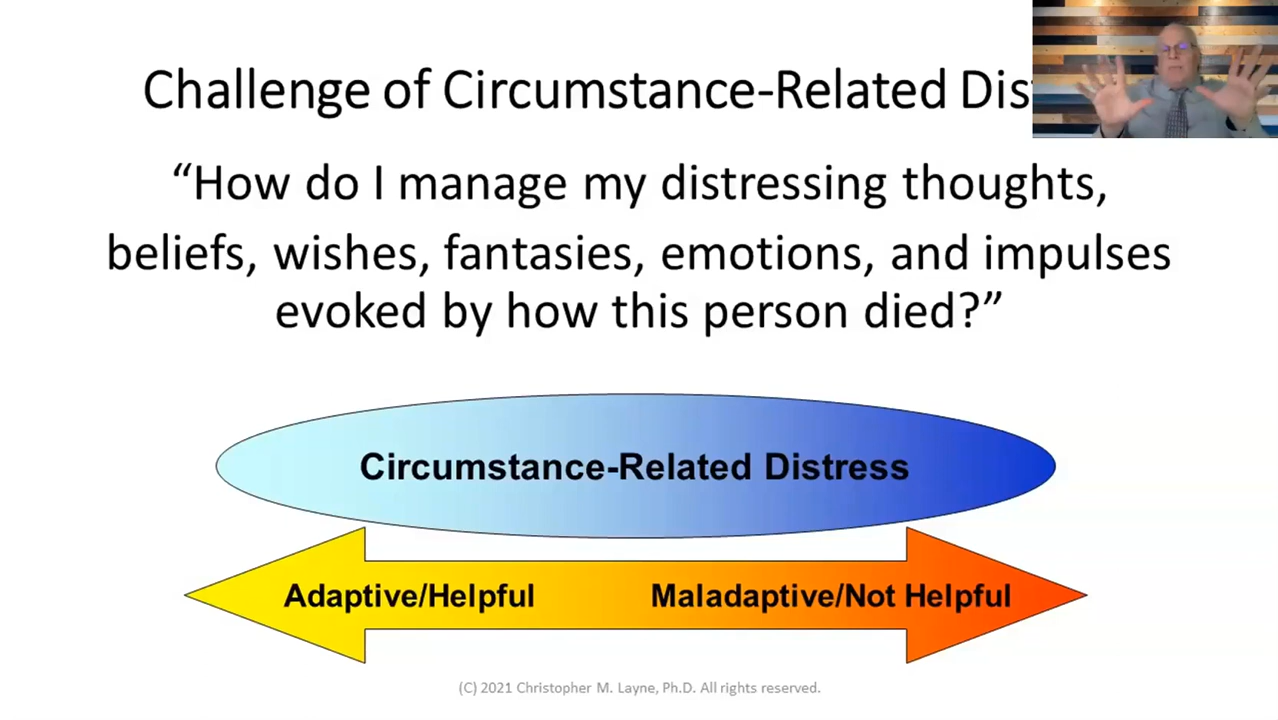 Challenge of Circumstance-Related
“How do I manage my distressing thoughts,
beliefs, wishes, fantasies, emotions, and impulses
evoked by how this person died?”
Circumstance-Related Distress
Adaptive/Helpful
Maladaptive/Not Helpful
(C) 2021 Christopher M. Layne, Ph.D. All rights reserved.